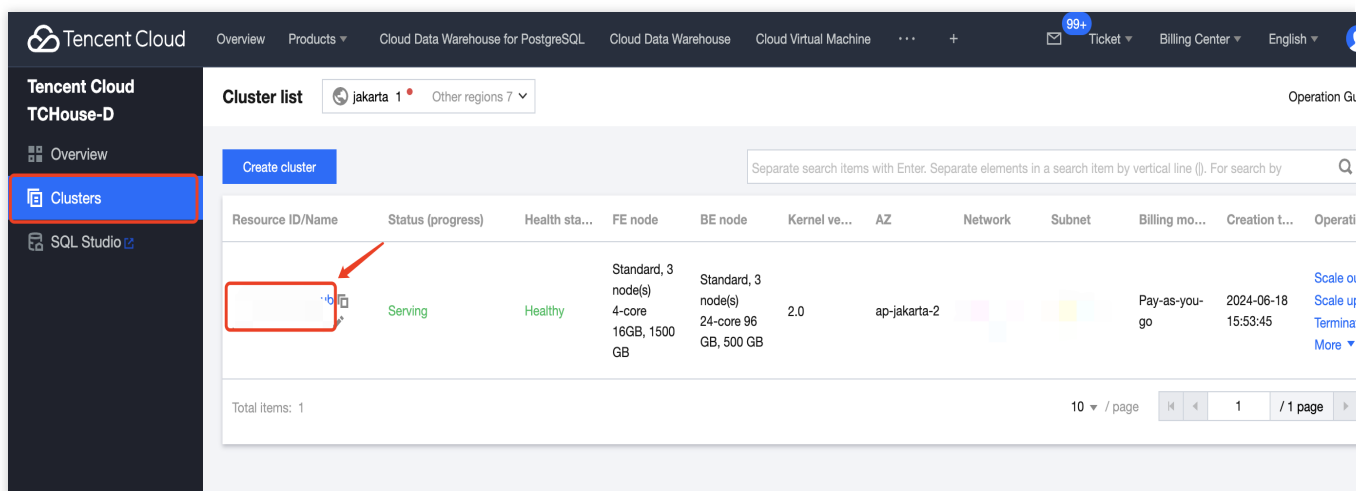 Tencent Cloud Overview Products Cloud Data Warehouse for PostgreSQL Cloud Data Warehouse Cloud Virtual Machine ... + 99+ Ticket Billing Center English
Tencent Cloud
TCHouse-D
Overview
Clusters
SQL Studio
Cluster list jakarta 1 Other regions 7 Operation Gu
Create cluster Separate search items with Enter. Separate elements in a search item by vertical line (|). For search by
Resource ID/Name Status (progress) Health sta... FE node BE node Kernel ve... AZ Network Subnet Billing mo... Creation t... Operati
Serving
Healthy
Standard, 3
node(s)
4-core
16GB, 1500
GB
Standard, 3
node(s)
24-core 96
GB, 500 GB
2.0
ap-jakarta-2
Pay-as-you-
go
2024-06-18
15:53:45
Scale ou
Scale up
Termina
More
Total items: 1 10 / page 1 / 1 page